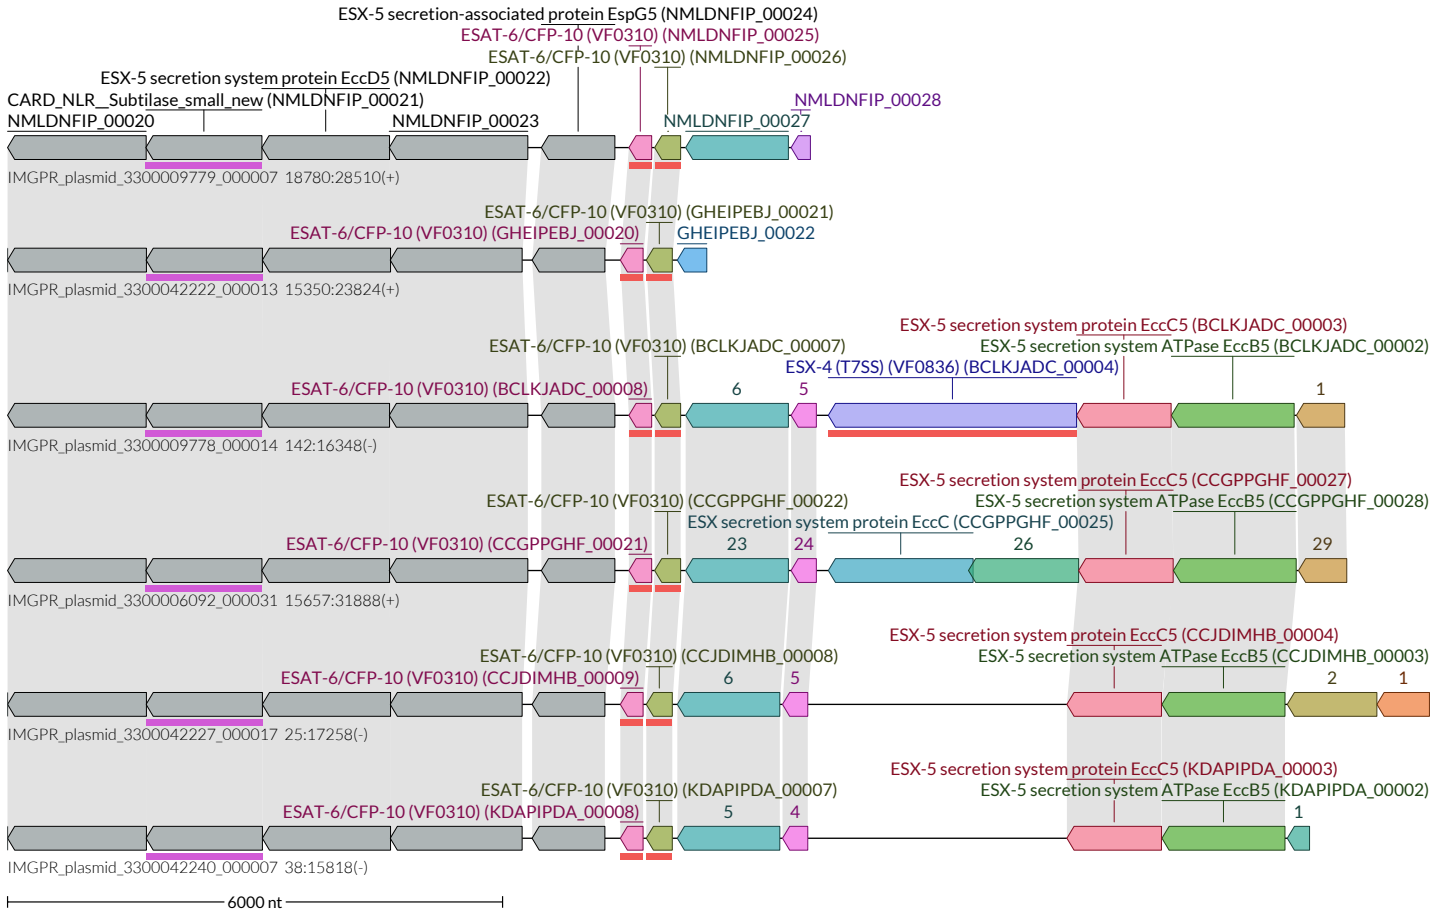 ESX-5 secretion-associated protein EspG5 (NMLDNFIP_00024)
ESAT-6/CFP-10 (VF0310) (NMLDNFIP_00025)
ESAT-6/CFP-10 (VF0310) (NMLDNFIP_00026)
ESX-5 secretion system protein EccD5 (NMLDNFIP_00022)
CARD_NLR__Subtilase_small_new (NMLDNFIP_00021) NMLDNFIP_00028
NMLDNFIP_00020 NMLDNFIP_00023 NMLDNFIP_00027
IMGPR_plasmid_3300009779_000007 18780:28510(+)
ESAT-6/CFP-10 (VF0310) (GHEIPEBJ_00021)
ESAT-6/CFP-10 (VF0310) (GHEIPEBJ_00020) GHEIPEBJ_00022
IMGPR_plasmid_3300042222_000013 15350:23824(+)
ESX-5 secretion system protein EccC5 (BCLKJADC_00003)
ESAT-6/CFP-10 (VF0310) (BCLKJADC_00007) ESX-5 secretion system ATPase EccB5 (BCLKJADC_00002)
ESX-4 (T7SS) (VF0836) (BCLKJADC_00004)
ESAT-6/CFP-10 (VF0310) (BCLKJADC_00008) 6 5 1
IMGPR_plasmid_3300009778_000014 142:16348(-)
ESX-5 secretion system protein EccC5 (CCGPPGHF_00027)
ESAT-6/CFP-10 (VF0310) (CCGPPGHF_00022) ESX-5 secretion system ATPase EccB5 (CCGPPGHF_00028)
ESX secretion system protein EccC (CCGPPGHF_00025)
ESAT-6/CFP-10 (VF0310) (CCGPPGHF_00021) 23 24 26 29
IMGPR_plasmid_3300006092_000031 15657:31888(+)
ESX-5 secretion system protein EccC5 (CCJDIMHB_00004)
ESAT-6/CFP-10 (VF0310) (CCJDIMHB_00008) ESX-5 secretion system ATPase EccB5 (CCJDIMHB_00003)
ESAT-6/CFP-10 (VF0310) (CCJDIMHB_00009) 6 5 2 1
IMGPR_plasmid_3300042227_000017 25:17258(-)
ESX-5 secretion system protein EccC5 (KDAPIPDA_00003)
ESAT-6/CFP-10 (VF0310) (KDAPIPDA_00007) ESX-5 secretion system ATPase EccB5 (KDAPIPDA_00002)
ESAT-6/CFP-10 (VF0310) (KDAPIPDA_00008) 5 4 1
IMGPR_plasmid_3300042240_000007 38:15818(-)
6000 nt